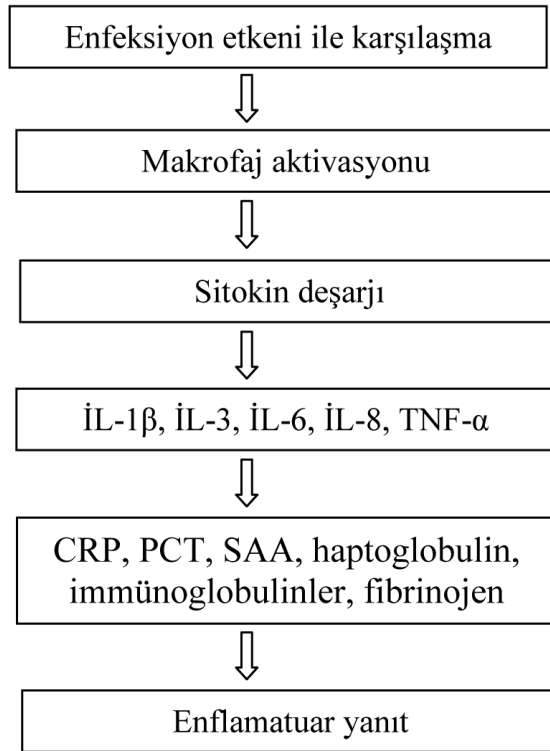 Enfeksiyon etkeni ile karşılaşma
Makrofaj aktivasyonu
Sitokin deşarjı
İL-1β, İL-3, İL-6, İL-8, TNF-α
CRP, PCT, SAA, haptoglobulin,
immünoglobulinler, fibrinojen
Enflamatuar yanıt